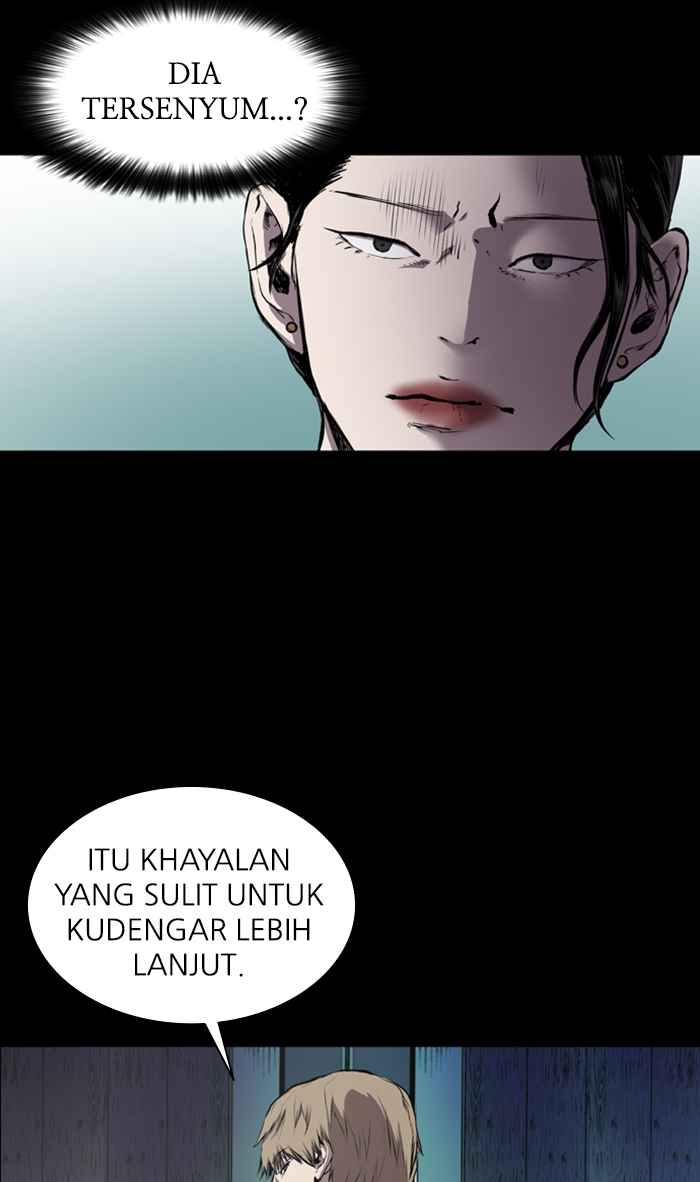 DIA
TERSENYUM...?
ITU KHAYALAN
YANG SULIT UNTUK
KUDENGAR LEBIH
LANJUT.